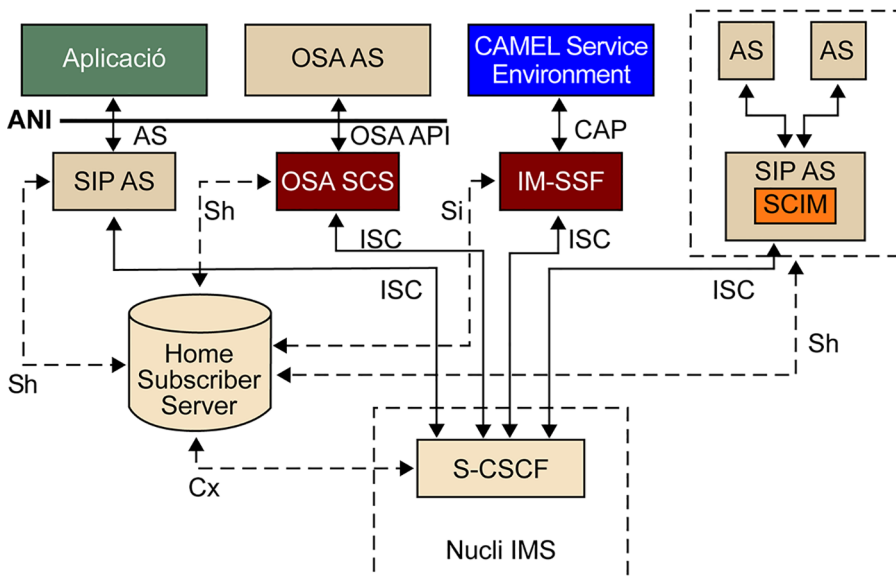 Aplicació
OSA AS
CAMEL Service
Environment
AS
AS
ANI
AS
OSA API
CAP
SIP AS
OSA SCS
IM-SSF
SIP AS
SCIM
Sh
Si
ISC
ISC
ISC
ISC
Home
Subscriber
Server
Sh
Sh
S-CSCF
Cx
Nucli IMS